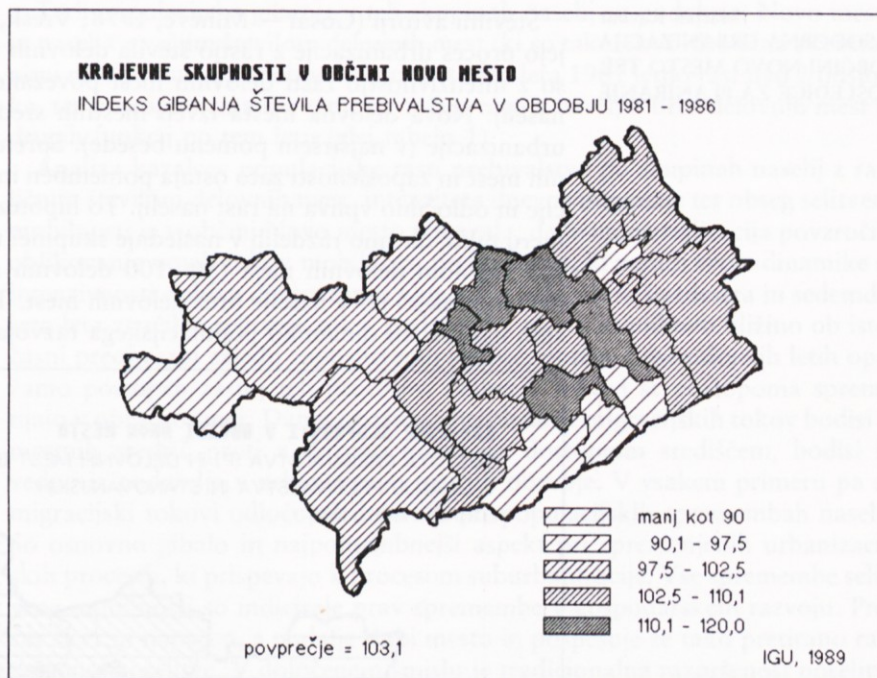 KRAJEVNE SKUPNOSTI V OBČINI NOVO MESTO
INDEKS GIBANJA ŠTEVILA PREBIVALSTVA V OBDOBJU 1981 - 1986
manj kot 90
90,1 - 97,5
97,5 - 102,5
102,5 - 110,1
110,1 - 120,0
povprečje = 103,1
IGU, 1989